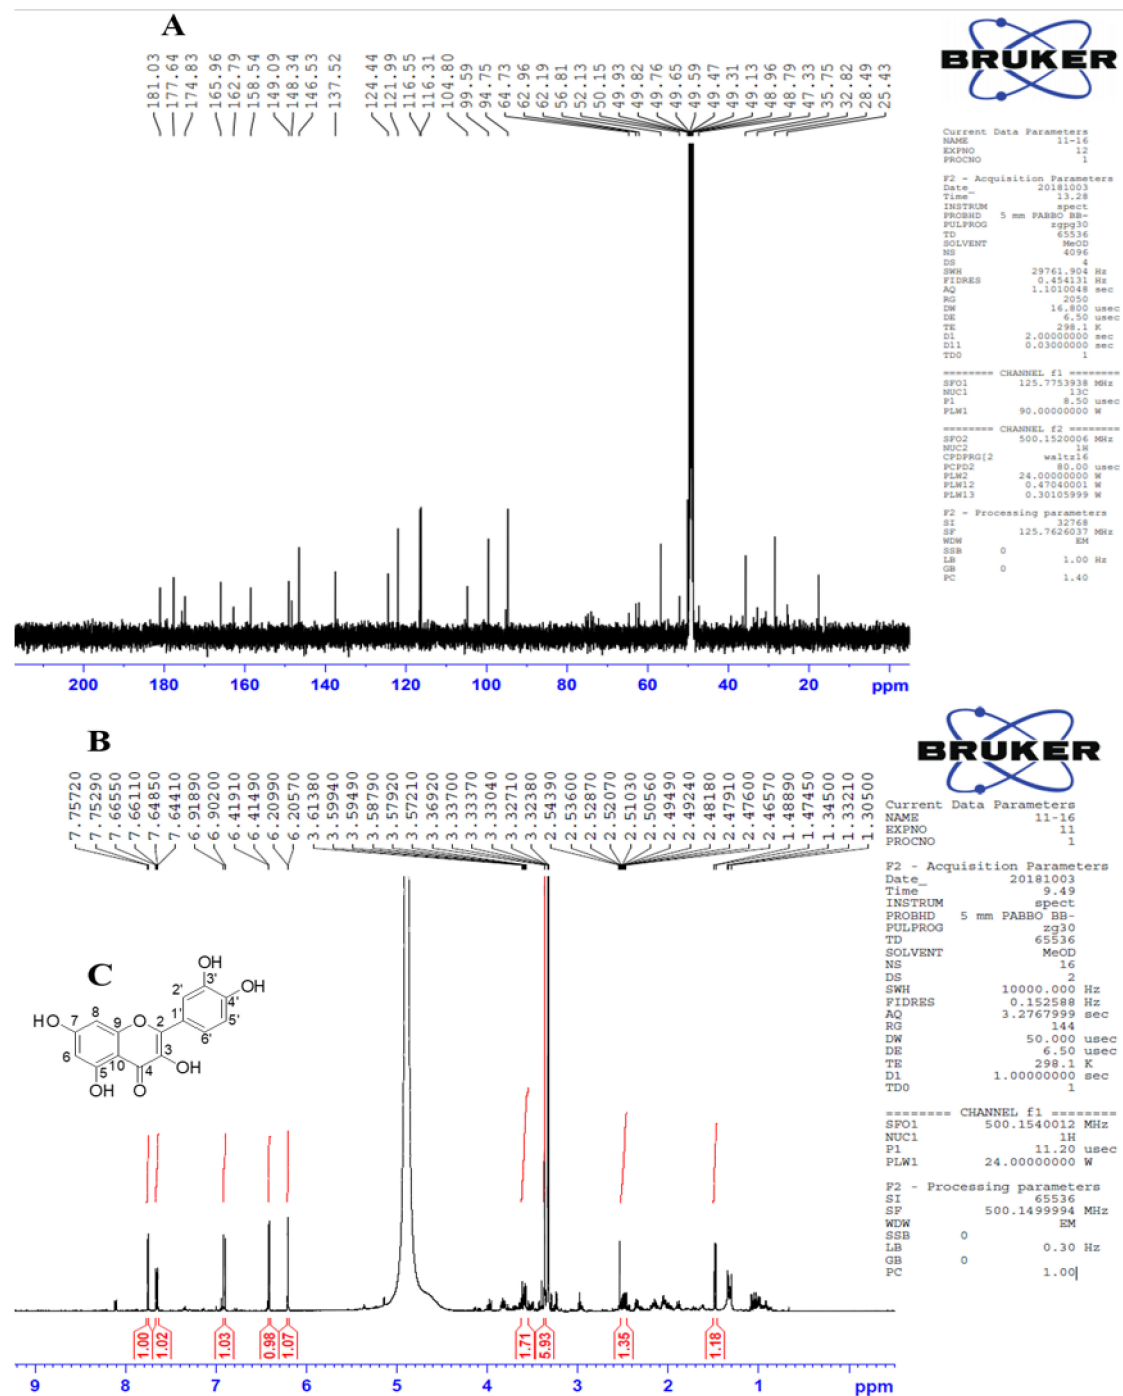 A
181.03
177.64
174.83
165.96
162.79
158.54
149.09
148.34
146.53
137.52
124.44
121.99
116.55
116.31
104.80
99.59
94.75
64.73
62.96
62.19
56.81
52.13
50.15
49.93
49.82
49.76
49.65
49.59
49.47
49.31
49.13
48.96
48.79
47.33
35.75
32.82
28.49
25.43
BRUKER
Current Data Parameters
NAME 11-16
EXPNO 12
PROCNO 1
F2 - Acquisition Parameters
Date_ 20181003
Time 13.28
INSTRUM spect
PROBHD 5 mm PABBO BB-
PULPROG zgpg30
TD 65536
SOLVENT MeOD
NS 4096
DS 4
SWH 29761.904 Hz
FIDRES 0.454131 Hz
AQ 1.1010048 sec
RG 2050
DW 16.800 usec
DE 6.50 usec
TE 298.1 K
D1 2.00000000 sec
D11 0.03000000 sec
TD0 1
======== CHANNEL f1 ========
SFO1 125.7753938 MHz
NUC1 13C
P1 8.50 usec
PLW1 90.00000000 W
======== CHANNEL f2 ========
SFO2 500.1520006 MHz
NUC2 1H
CPDPRG[2 waltz16
PCPD2 80.00 usec
PLW2 24.00000000 W
PLW12 0.47040001 W
PLW13 0.30105999 W
F2 - Processing parameters
SI 32768
SF 125.7626037 MHz
WDW EM
SSB 0
LB 1.00 Hz
GB 0
PC 1.40
200 180 160 140 120 100 80 60 40 20 ppm
B
7.75720
7.75290
7.66550
7.66110
7.64850
7.64410
6.91890
6.90200
6.41910
6.41490
6.20990
6.20570
3.61380
3.59940
3.59490
3.58790
3.57920
3.57210
3.36920
3.33700
3.33370
3.33040
3.32710
3.32380
2.54390
2.53600
2.52870
2.52070
2.51030
2.50560
2.49490
2.49240
2.48180
2.47910
2.47600
2.46570
1.48890
1.47450
1.34500
1.33210
1.30500
BRUKER
Current Data Parameters
NAME 11-16
EXPNO 11
PROCNO 1
F2 - Acquisition Parameters
Date_ 20181003
Time 9.49
INSTRUM spect
PROBHD 5 mm PABBO BB-
PULPROG zg30
TD 65536
SOLVENT MeOD
NS 16
DS 2
SWH 10000.000 Hz
FIDRES 0.152588 Hz
AQ 3.2767999 sec
RG 144
DW 50.000 usec
DE 6.50 usec
TE 298.1 K
D1 1.00000000 sec
TD0 1
======== CHANNEL f1 ========
SFO1 500.1540012 MHz
NUC1 1H
P1 11.20 usec
PLW1 24.00000000 W
F2 - Processing parameters
SI 65536
SF 500.1499994 MHz
WDW EM
SSB 0
LB 0.30 Hz
GB 0
PC 1.00
C
OH
3'
2' 4' OH
HO 7 8 9 O 2 1' 5'
6' 
6 5 10 4 3 OH
OH O
1.00 1.02 1.03 0.98 1.07 1.71 5.93 1.35 1.18
9 8 7 6 5 4 3 2 1 ppm